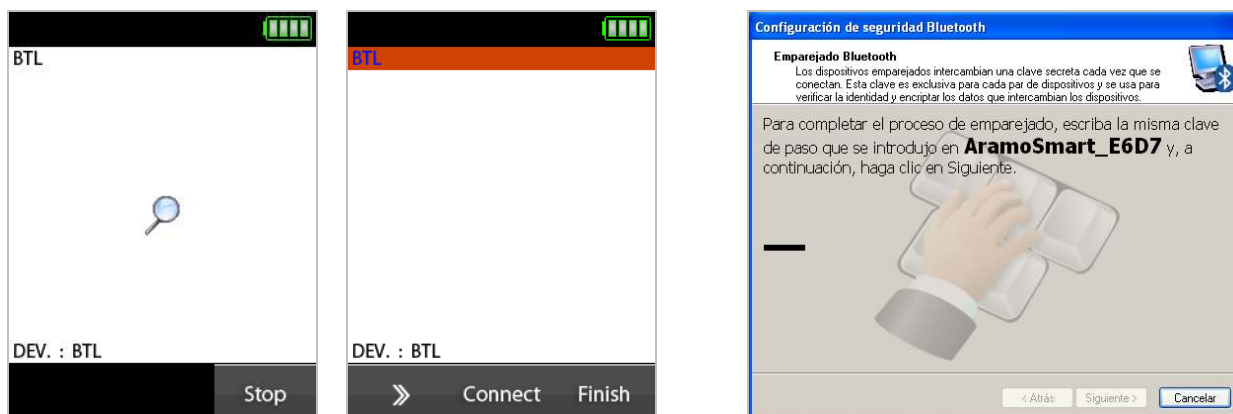 BTL
DEV. : BTL
Stop
BTL
DEV. : BTL
» Connect Finish
Configuración de seguridad Bluetooth
Emparejado Bluetooth
Los dispositivos emparejados intercambian una clave secreta cada vez que se
conectan. Esta clave es exclusiva para cada par de dispositivos y se usa para
verificar la identidad y encriptar los datos que intercambian los dispositivos.
Para completar el proceso de emparejado, escriba la misma clave
de paso que se introdujo en AramoSmart_E6D7 y, a
continuación, haga clic en Siguiente.
< Atrás Siguiente > Cancelar